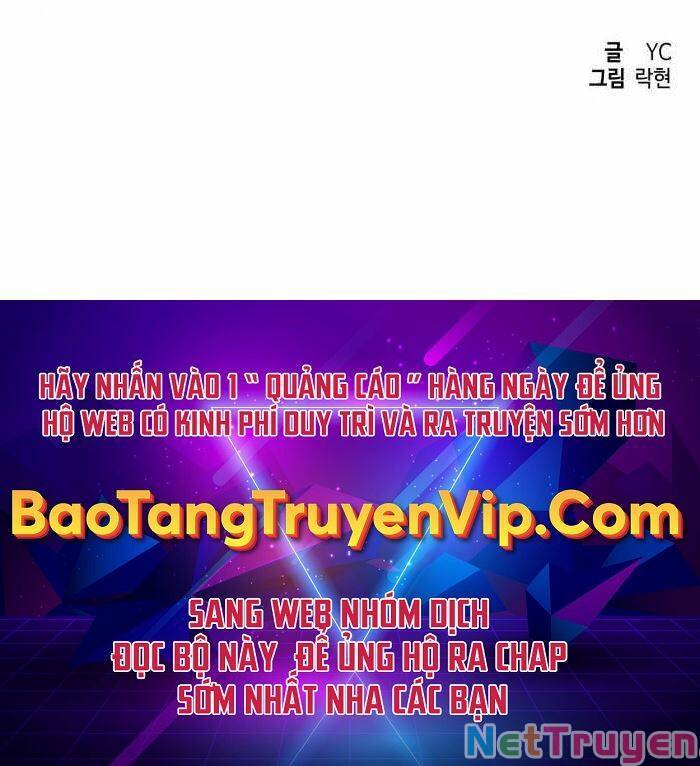 글 YC
그림 락현
HÃY NHẤN VÀO 1 “ QUẢNG CÁO ” HÀNG NGÀY ĐỂ ỦNG
HỘ WEB CÓ KINH PHÍ DUY TRÌ VÀ RA TRUYỆN SỚM HƠN
BaoTangTruyenVip.Com
SANG WEB NHÓM DỊCH
ĐỌC BỘ NÀY ĐỂ ỦNG HỘ RA CHAP
SỚM NHẤT NHA CÁC BẠN
NetTruyen